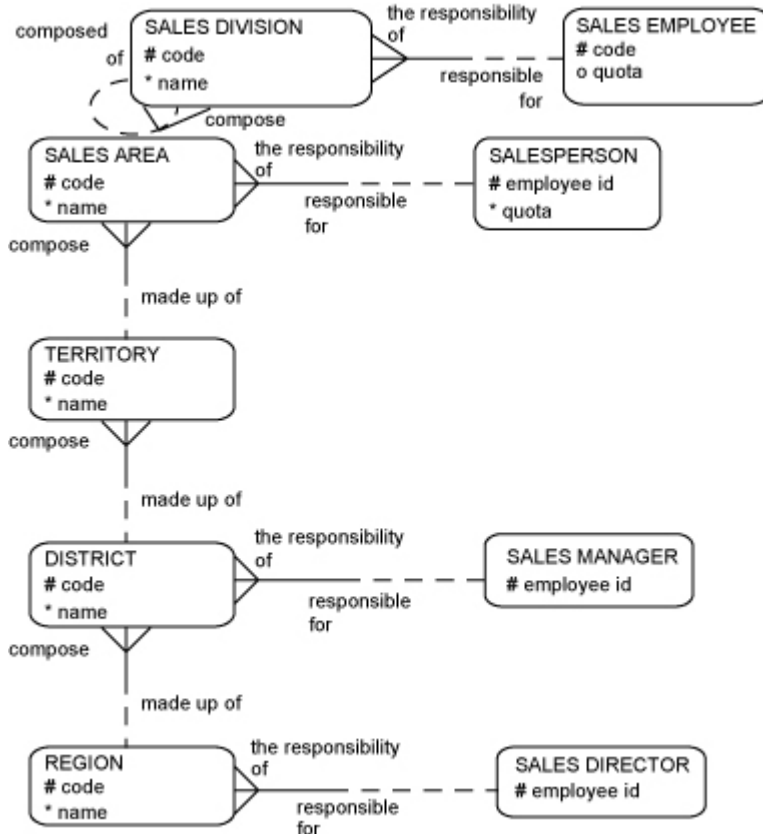 composed
of
SALES DIVISION
# code
* name
the responsibility
of
responsible
for
SALES EMPLOYEE
# code
o quota
compose
SALES AREA
# code
* name
the responsibility
of
responsible
for
SALESPERSON
# employee id
* quota
compose
made up of
TERRITORY
# code
* name
compose
made up of
DISTRICT
# code
* name
the responsibility
of
responsible
for
SALES MANAGER
# employee id
compose
made up of
REGION
# code
* name
the responsibility
of
responsible
for
SALES DIRECTOR
# employee id